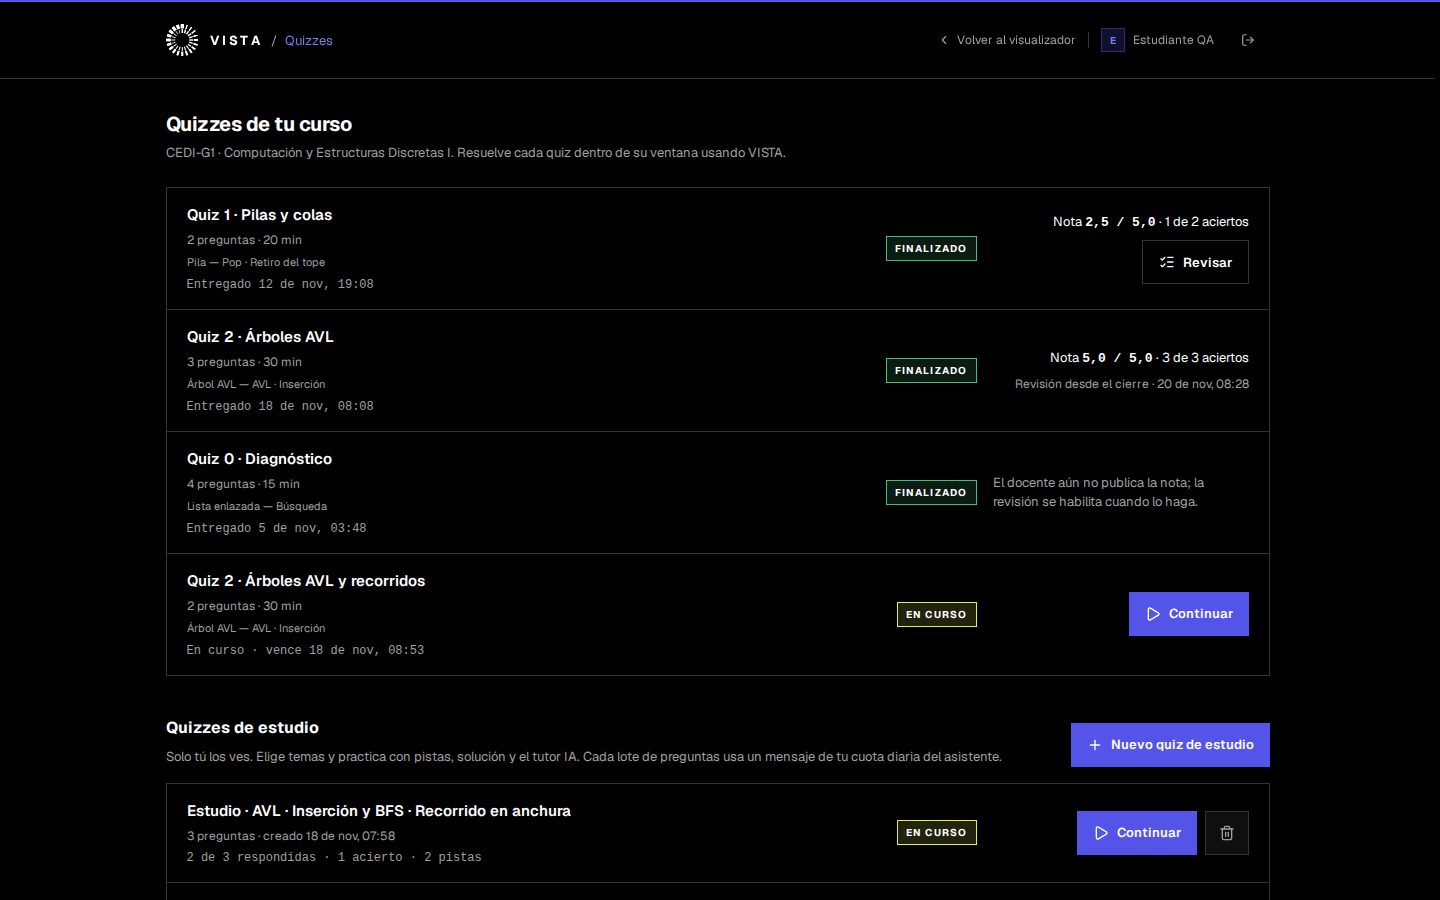 VISTA / Quizzes
Volver al visualizador
E
Estudiante QA
Quizzes de tu curso
CEDI-G1 · Computación y Estructuras Discretas I. Resuelve cada quiz dentro de su ventana usando VISTA.
Quiz 1 · Pilas y colas
2 preguntas · 20 min
Pila — Pop · Retiro del tope
Entregado 12 de nov, 19:08
FINALIZADO
Nota 2,5 / 5,0 · 1 de 2 aciertos
Revisar
Quiz 2 · Árboles AVL
3 preguntas · 30 min
Árbol AVL — AVL · Inserción
Entregado 18 de nov, 08:08
FINALIZADO
Nota 5,0 / 5,0 · 3 de 3 aciertos
Revisión desde el cierre · 20 de nov, 08:28
Quiz 0 · Diagnóstico
4 preguntas · 15 min
Lista enlazada — Búsqueda
Entregado 5 de nov, 03:48
FINALIZADO
El docente aún no publica la nota; la
revisión se habilita cuando lo haga.
Quiz 2 · Árboles AVL y recorridos
2 preguntas · 30 min
Árbol AVL — AVL · Inserción
En curso · vence 18 de nov, 08:53
EN CURSO
Continuar
Quizzes de estudio
Solo tú los ves. Elige temas y practica con pistas, solución y el tutor IA. Cada lote de preguntas usa un mensaje de tu cuota diaria del asistente.
Nuevo quiz de estudio
Estudio · AVL · Inserción y BFS · Recorrido en anchura
3 preguntas · creado 18 de nov, 07:58
2 de 3 respondidas · 1 acierto · 2 pistas
EN CURSO
Continuar